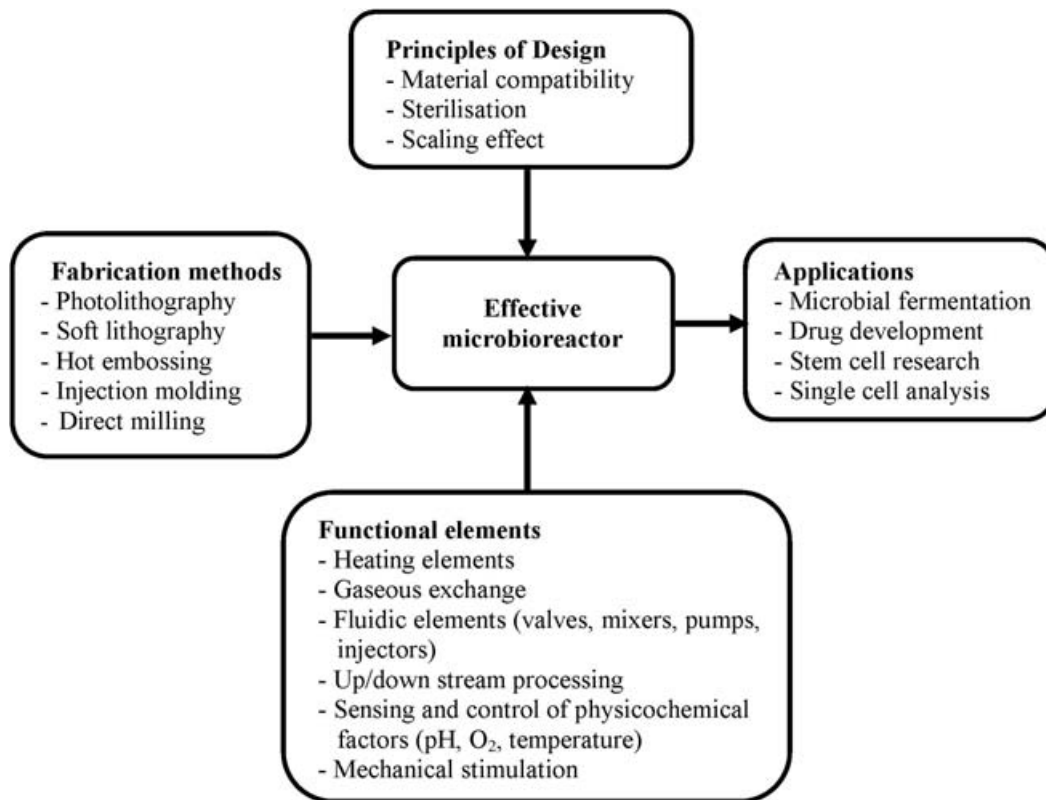 Principles of Design
- Material compatibility
- Sterilisation
- Scaling effect
Fabrication methods
- Photolithography
- Soft lithography
- Hot embossing
- Injection molding
- Direct milling
Effective
microbioreactor
Applications
- Microbial fermentation
- Drug development
- Stem cell research
- Single cell analysis
Functional elements
- Heating elements
- Gaseous exchange
- Fluidic elements (valves, mixers, pumps,
injectors)
- Up/down stream processing
- Sensing and control of physicochemical
factors (pH, O₂, temperature)
- Mechanical stimulation